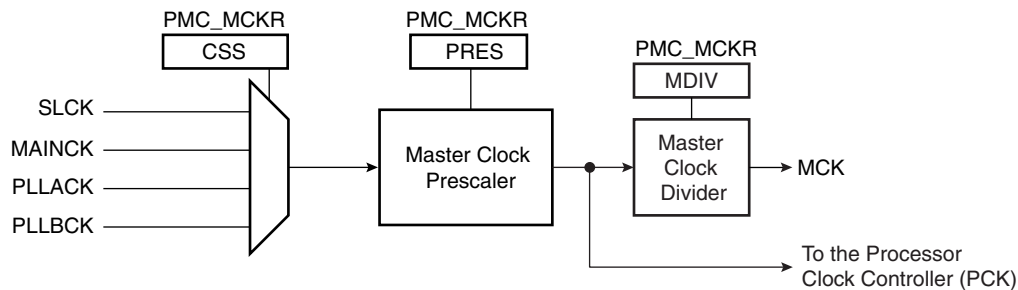 PMC_MCKR
PMC_MCKR
CSS
PRES
PMC_MCKR
MDIV
SLCK
MAINCK
PLLACK
PLLBCK
Master Clock
Prescaler
Master
Clock
Divider
MCK
To the Processor
Clock Controller (PCK)